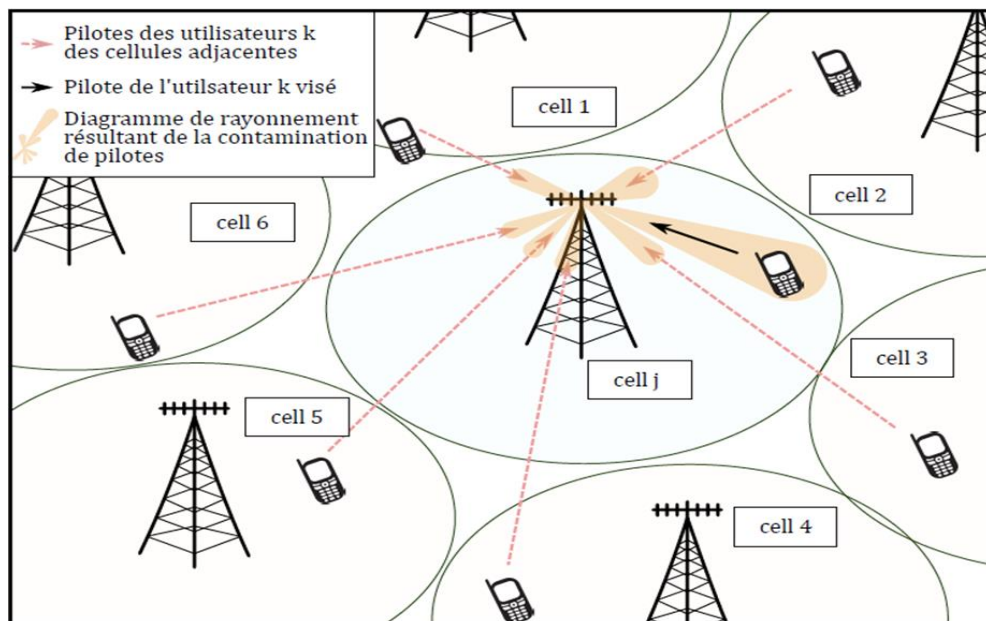 Pilotes des utilisateurs k
des cellules adjacentes
Pilote de l'utilsateur k visé
Diagramme de rayonnement
résultant de la contamination
de pilotes
cell 1
cell 2
cell 6
cell 3
cell j
cell 5
cell 4